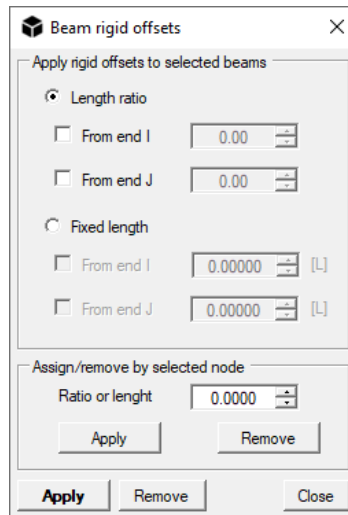 Beam rigid offsets
Apply rigid offsets to selected beams
Length ratio
From end I 0.00
From end J 0.00
Fixed length
From end I 0.00000 [L]
From end J 0.00000 [L]
Assign/remove by selected node
Ratio or lenght 0.0000
Apply Remove
Apply Remove Close